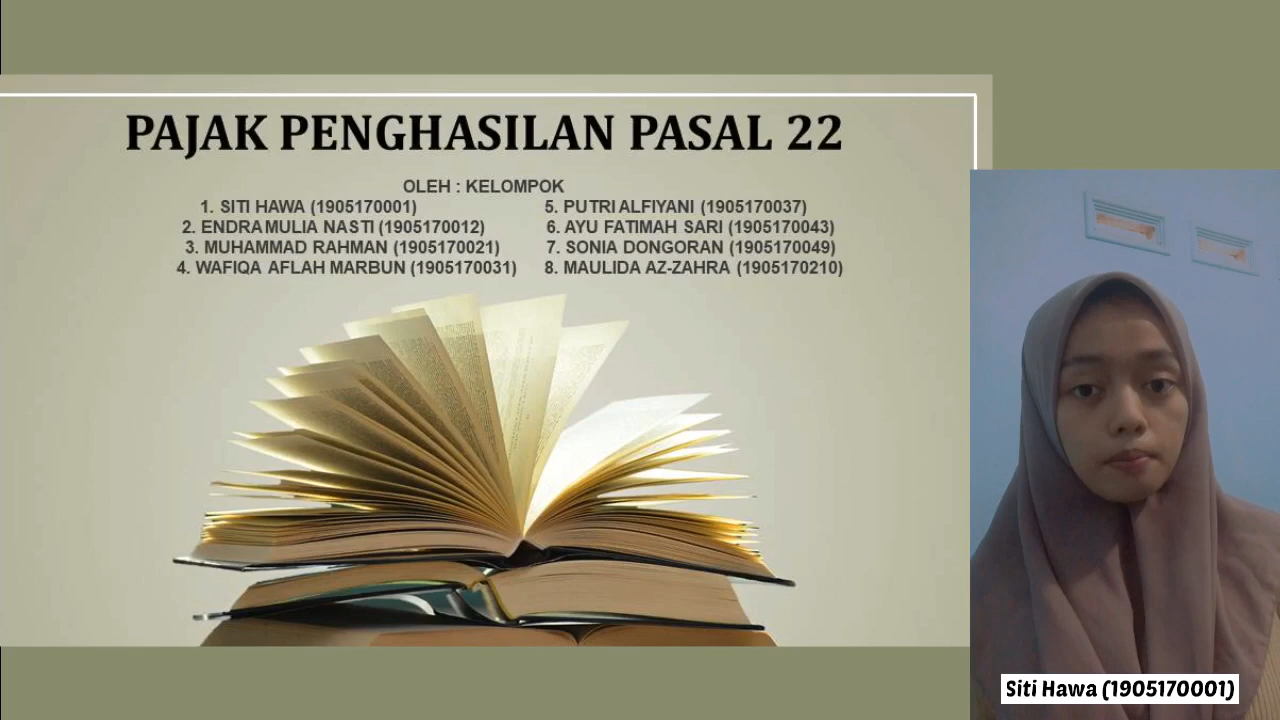 PAJAK PENGHASILAN PASAL 22
OLEH : KELOMPOK
1. SITI HAWA (1905170001)
2. ENDRA MULIA NASTI (1905170012)
3. MUHAMMAD RAHMAN (1905170021)
4. WAFIQA AFLAH MARBUN (1905170031)
5. PUTRI ALFIYANI (1905170037)
6. AYU FATIMAH SARI (1905170043)
7. SONIA DONGORAN (1905170049)
8. MAULIDA AZ-ZAHRA (1905170210)
Siti Hawa (1905170001)